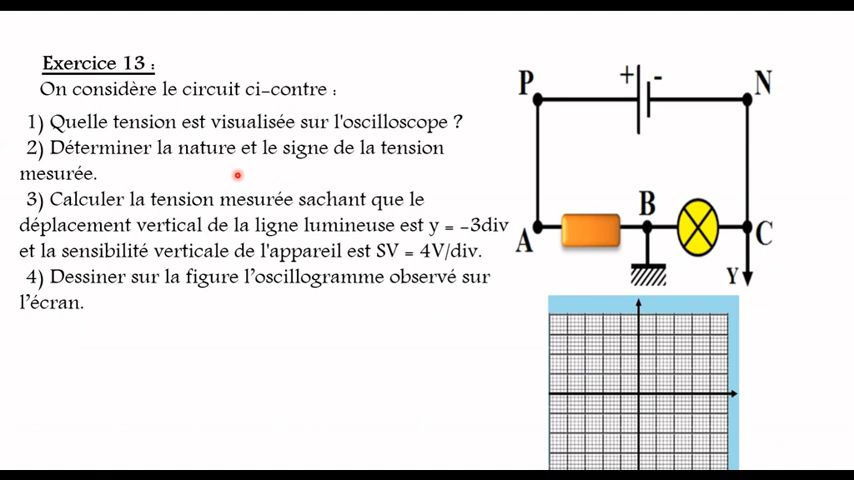 Exercice 13 :
On considère le circuit ci-contre :
1) Quelle tension est visualisée sur l'oscilloscope ?
2) Déterminer la nature et le signe de la tension
mesurée.
3) Calculer la tension mesurée sachant que le
déplacement vertical de la ligne lumineuse est y = -3div
et la sensibilité verticale de l'appareil est SV = 4V/div.
4) Dessiner sur la figure l'oscillogramme observé sur
l'écran.
P + - N
A B C
Y